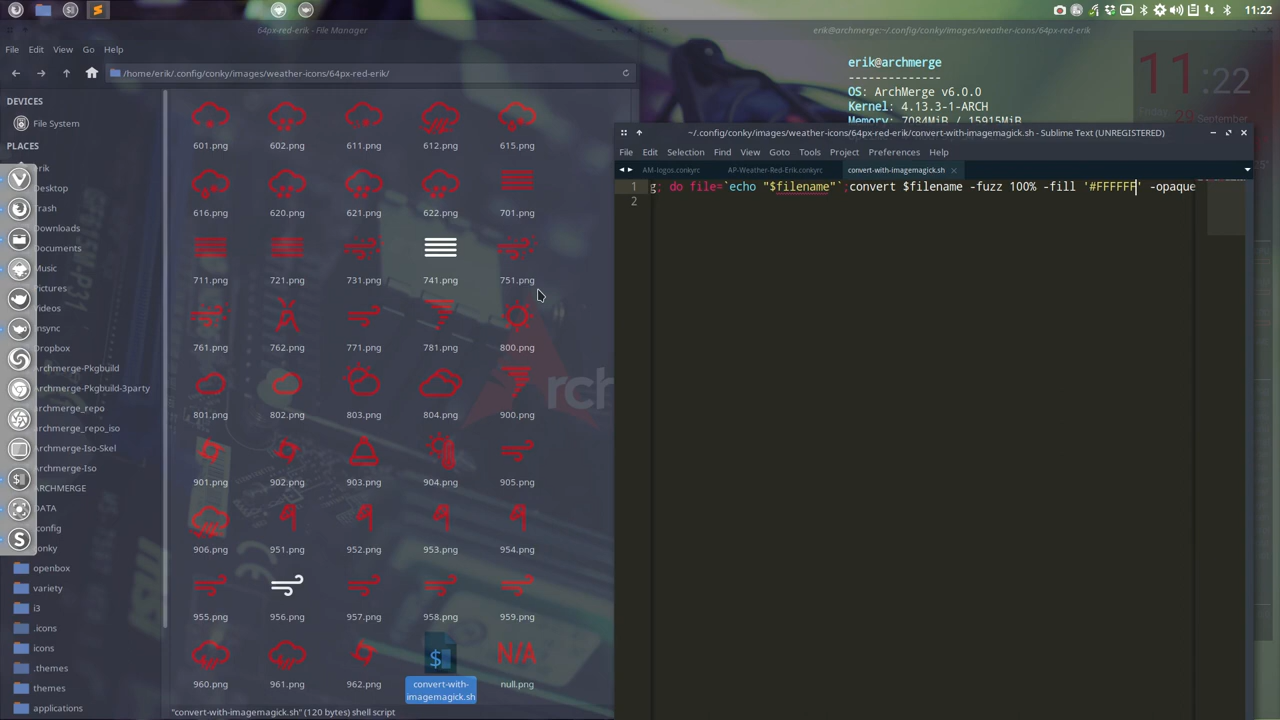 11:22
64px-red-erik - File Manager
erik@archmerge:~/.config/conky/images/weather-icons/64px-red-erik
File Edit View Go Help
/home/erik/.config/conky/images/weather-icons/64px-red-erik/
DEVICES
File System
PLACES
erik
Desktop
Trash
Downloads
Documents
Music
Pictures
Videos
Insync
Dropbox
Archmerge-Pkgbuild
Archmerge-Pkgbuild-3party
archmerge_repo
archmerge_repo_iso
Archmerge-Iso-Skel
Archmerge-Iso
ARCHMERGE
DATA
config
conky
openbox
variety
i3
.icons
icons
.themes
themes
applications
601.png 602.png 611.png 612.png 615.png
616.png 620.png 621.png 622.png 701.png
711.png 721.png 731.png 741.png 751.png
761.png 762.png 771.png 781.png 800.png
801.png 802.png 803.png 804.png 900.png
901.png 902.png 903.png 904.png 905.png
906.png 951.png 952.png 953.png 954.png
955.png 956.png 957.png 958.png 959.png
N/A
960.png 961.png 962.png convert-with-imagemagick.sh null.png
"convert-with-imagemagick.sh" (120 bytes) shell script
rch
erik@archmerge
--------------
OS: ArchMerge v6.0.0
Kernel: 4.13.3-1-ARCH
Memory: 7084MiB / 15915MiB
11:22
September
~/.config/conky/images/weather-icons/64px-red-erik/convert-with-imagemagick.sh - Sublime Text (UNREGISTERED)
File Edit Selection Find View Goto Tools Project Preferences Help
AM-logos.conkyrc AP-Weather-Red-Erik.conkyrc convert-with-imagemagick.sh
1 g; do file=`echo "$filename"`;convert $filename -fuzz 100% -fill '#FFFFFF' -opaque
2